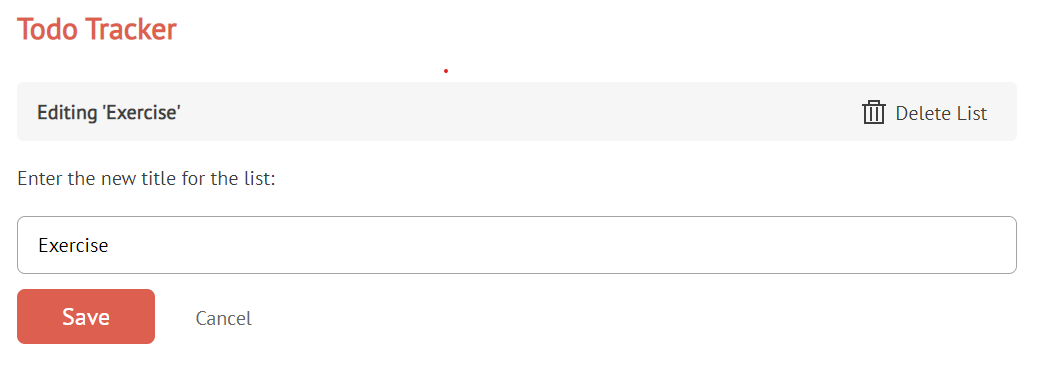 Todo Tracker
Editing 'Exercise'
Delete List
Enter the new title for the list:
Exercise
Save
Cancel